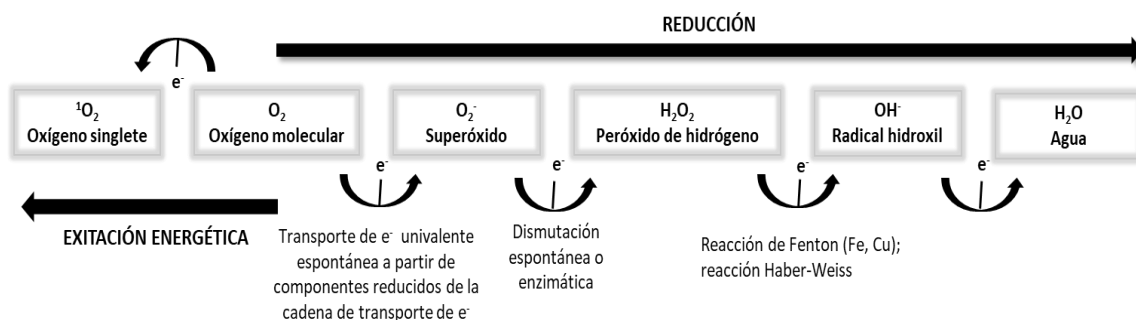 REDUCCIÓN
e⁻
¹O₂
Oxígeno singlete
O₂
Oxígeno molecular
O₂⁻
Superóxido
H₂O₂
Peróxido de hidrógeno
OH⁻
Radical hidroxil
H₂O
Agua
e⁻
e⁻
e⁻
e⁻
EXITACIÓN ENERGÉTICA
Transporte de e⁻ univalente
espontánea a partir de
componentes reducidos de la
cadena de transporte de e⁻
Dismutación
espontánea o
enzimática
Reacción de Fenton (Fe, Cu);
reacción Haber-Weiss